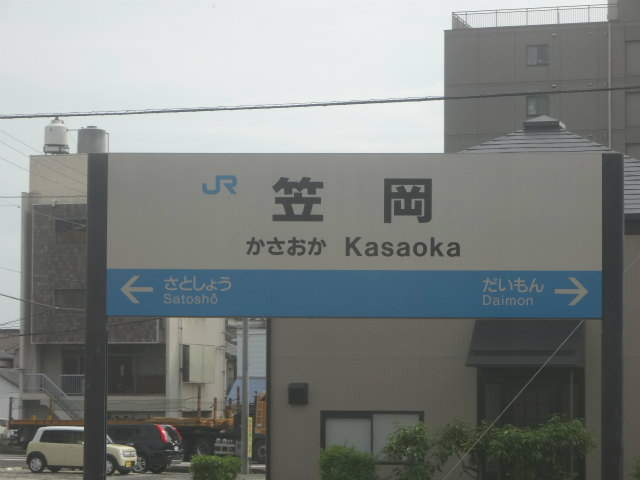 JR 笠岡
かさおか Kasaoka
← さとしょう だいもん →
Satoshō Daimon